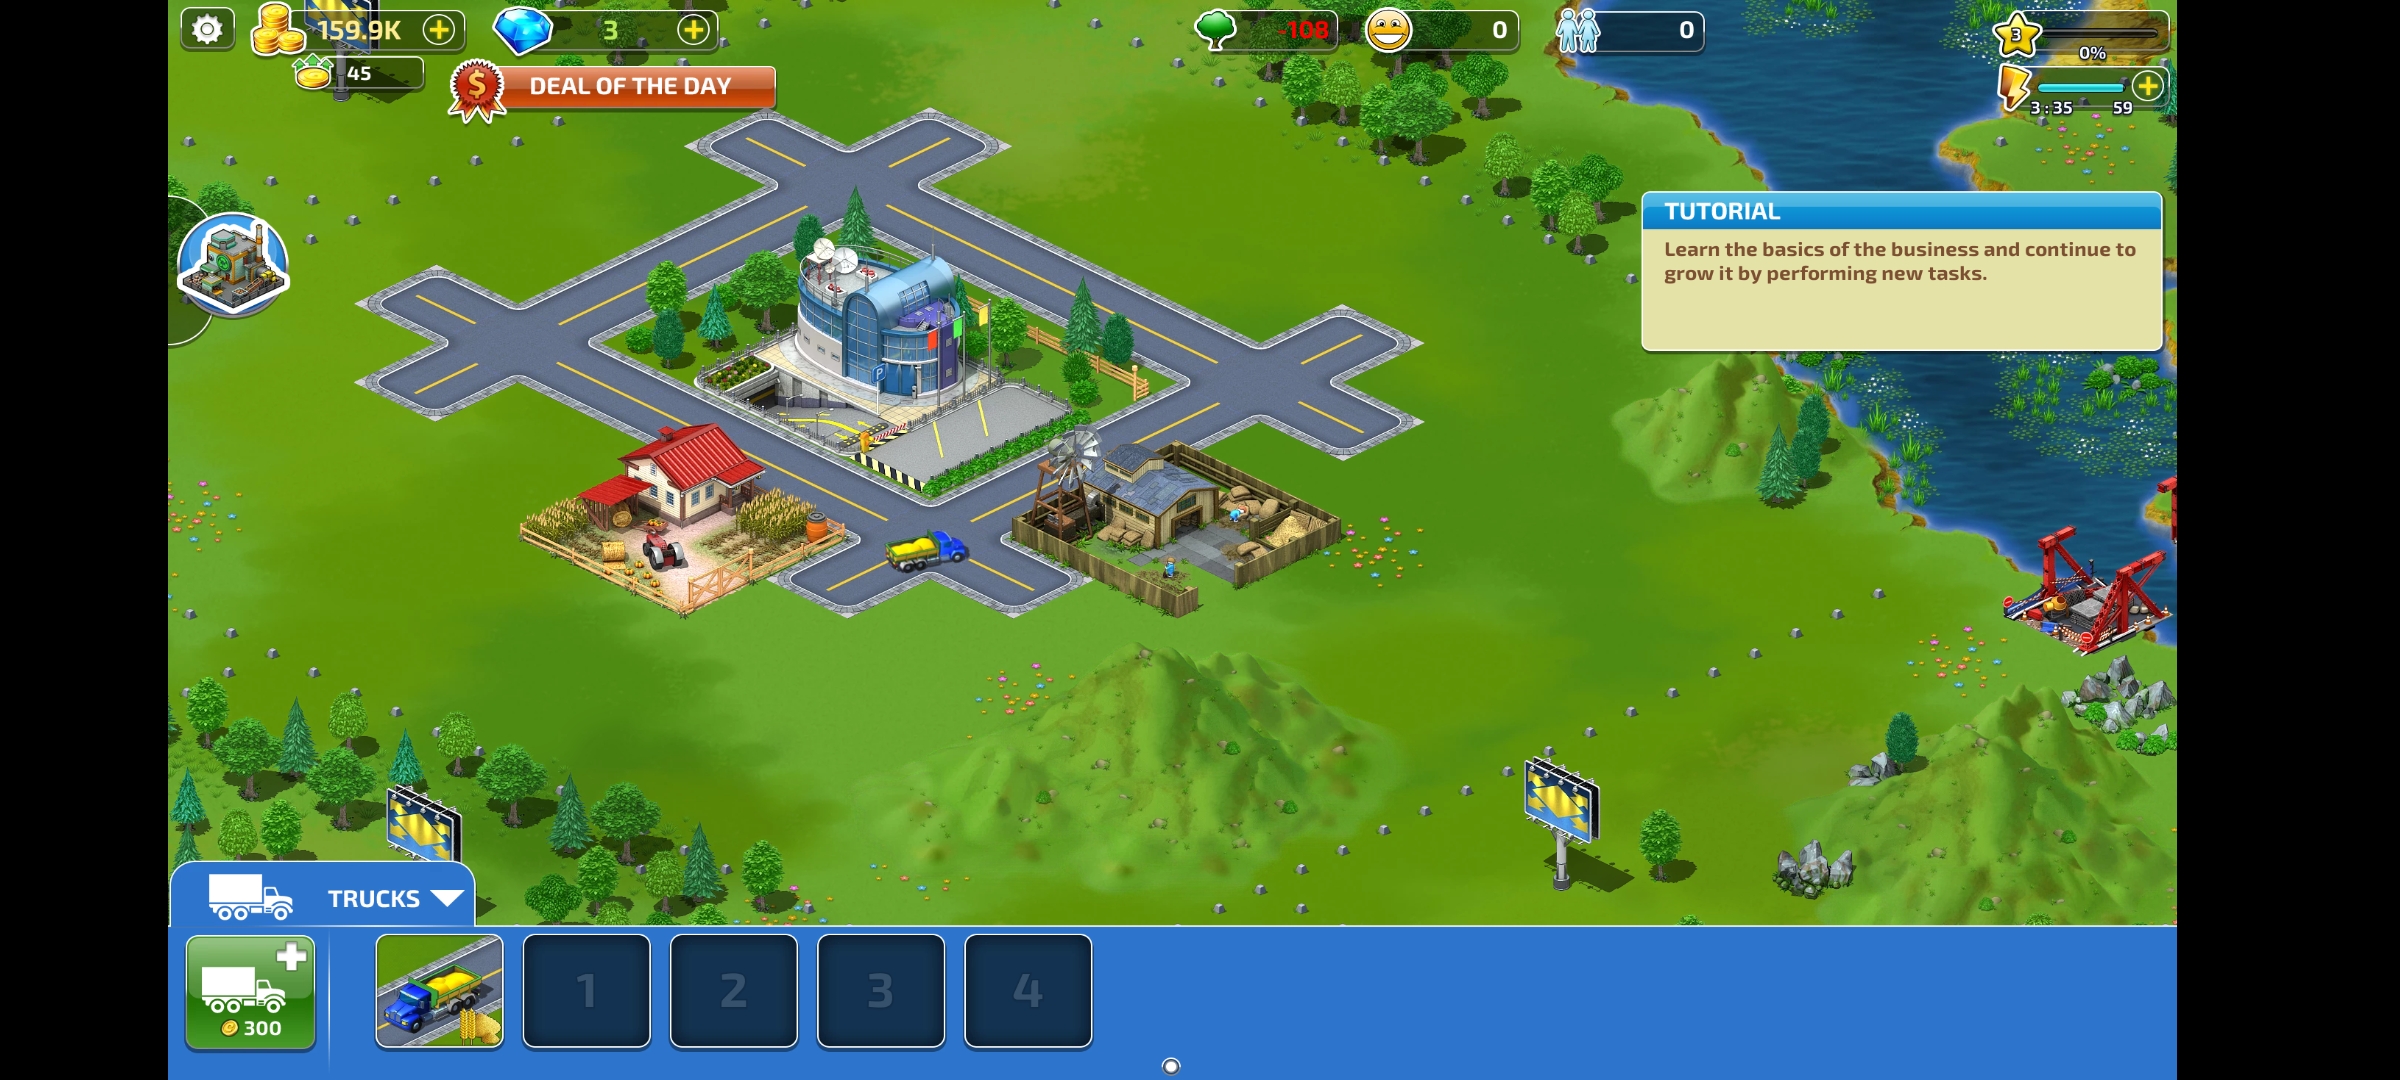 159.9K
3
-108
0
0
3
0%
45
DEAL OF THE DAY
3:35
59
TUTORIAL
Learn the basics of the business and continue to
grow it by performing new tasks.
P
TRUCKS
300
1
2
3
4